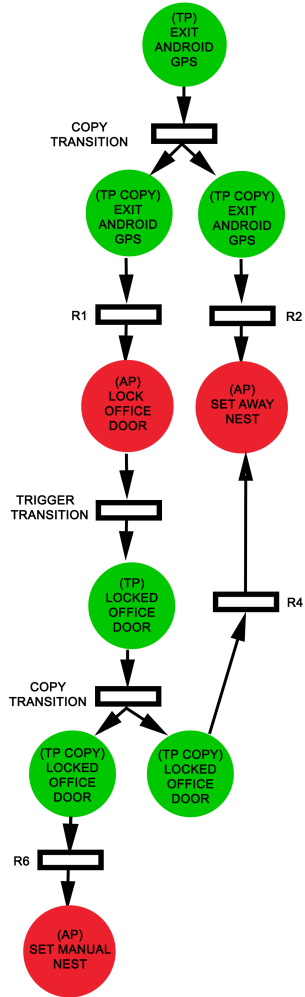 (TP)
EXIT
ANDROID
GPS
COPY
TRANSITION
(TP COPY)
EXIT
ANDROID
GPS
(TP COPY)
EXIT
ANDROID
GPS
R1
R2
(AP)
LOCK
OFFICE
DOOR
(AP)
SET AWAY
NEST
TRIGGER
TRANSITION
(TP)
LOCKED
OFFICE
DOOR
R4
COPY
TRANSITION
(TP COPY)
LOCKED
OFFICE
DOOR
(TP COPY)
LOCKED
OFFICE
DOOR
R6
(AP)
SET MANUAL
NEST